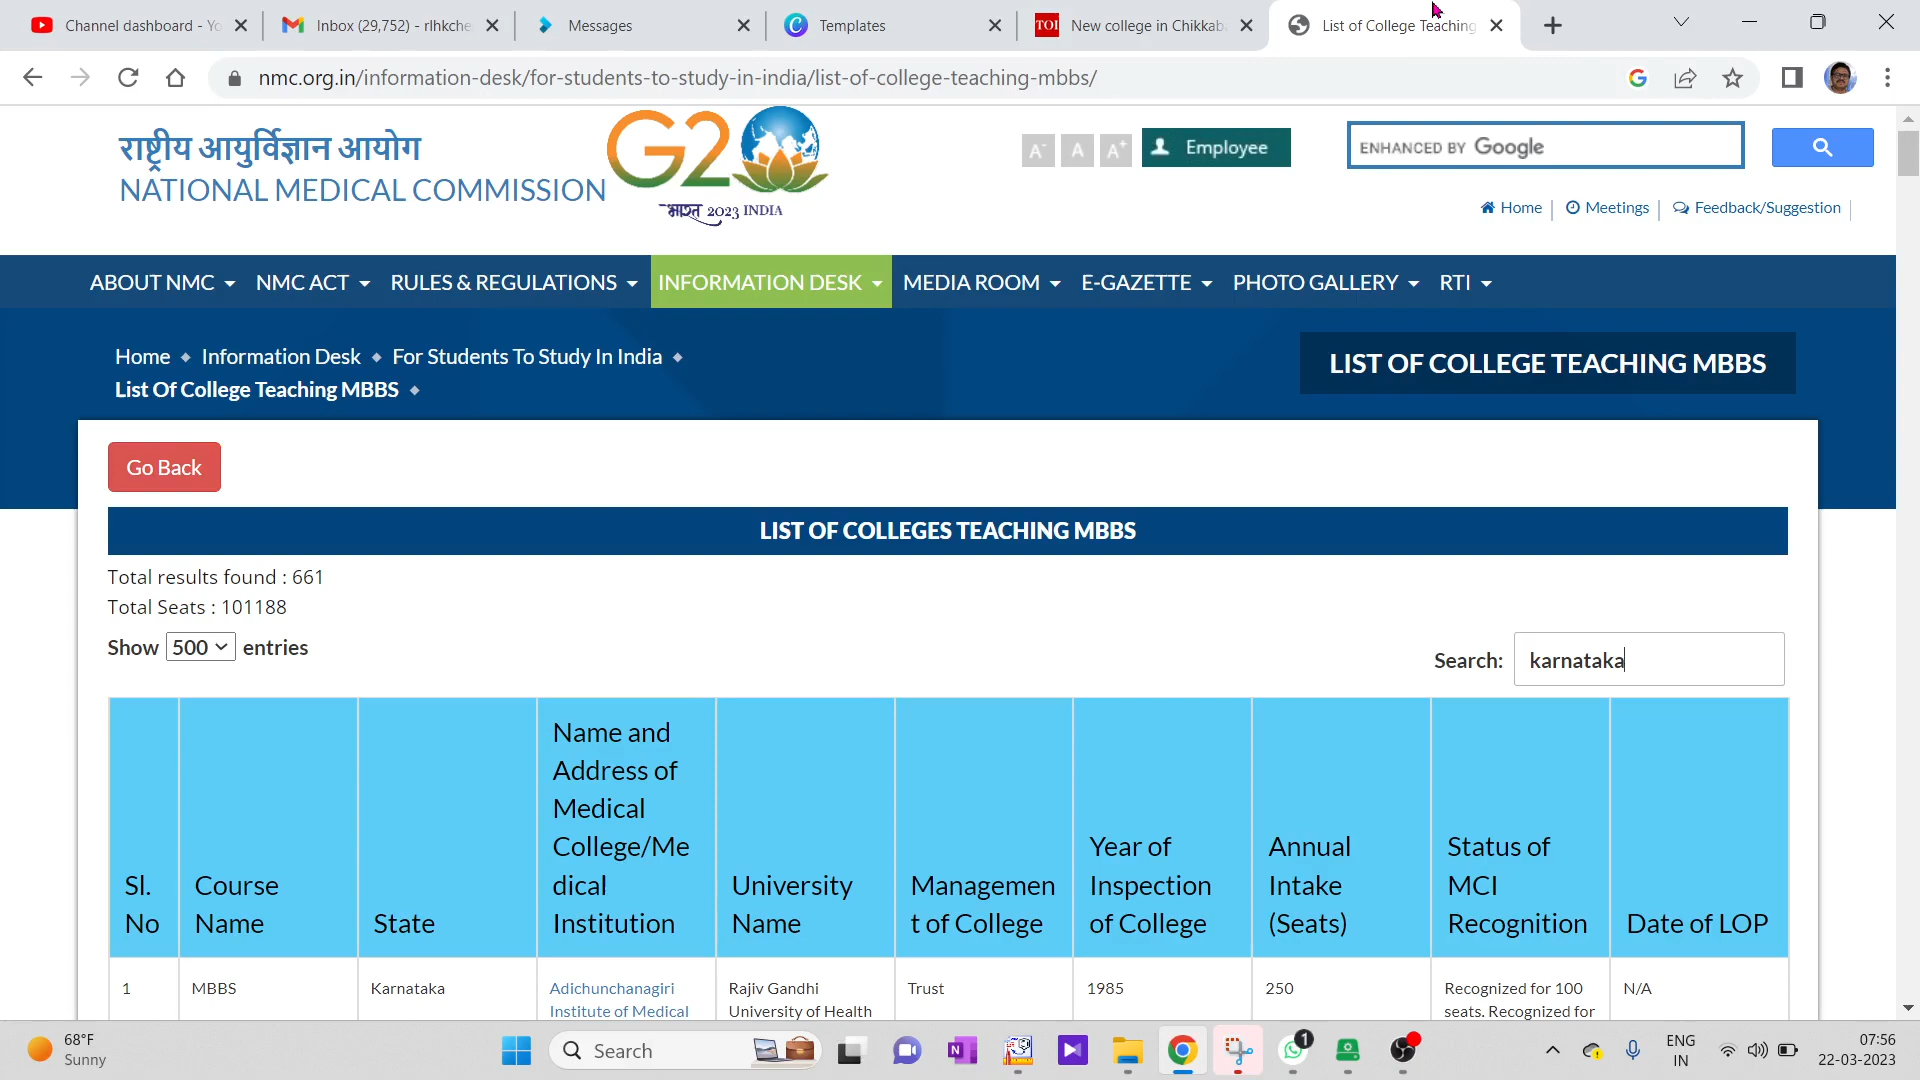 Channel dashboard - Yo
Inbox (29,752) - rlhkche
Messages
Templates
TOI New college in Chikkab
List of College Teaching
nmc.org.in/information-desk/for-students-to-study-in-india/list-of-college-teaching-mbbs/
राष्ट्रीय आयुर्विज्ञान आयोग
NATIONAL MEDICAL COMMISSION
G20
भारत 2023 INDIA
A- A A+
Employee
ENHANCED BY Google
Home Meetings Feedback/Suggestion
ABOUT NMC NMC ACT RULES & REGULATIONS INFORMATION DESK MEDIA ROOM E-GAZETTE PHOTO GALLERY RTI
Home Information Desk For Students To Study In India
List Of College Teaching MBBS
LIST OF COLLEGE TEACHING MBBS
Go Back
LIST OF COLLEGES TEACHING MBBS
Total results found : 661
Total Seats : 101188
Show 500 entries
Search: karnataka
Sl.
No
Course
Name
State
Name and
Address of
Medical
College/Me
dical
Institution
University
Name
Managemen
t of College
Year of
Inspection
of College
Annual
Intake
(Seats)
Status of
MCI
Recognition
Date of LOP
1
MBBS
Karnataka
Adichunchanagiri
Institute of Medical
Rajiv Gandhi
University of Health
Trust
1985
250
Recognized for 100
seats. Recognized for
N/A
68°F
Sunny
Search
N
1
ENG
IN
07:56
22-03-2023